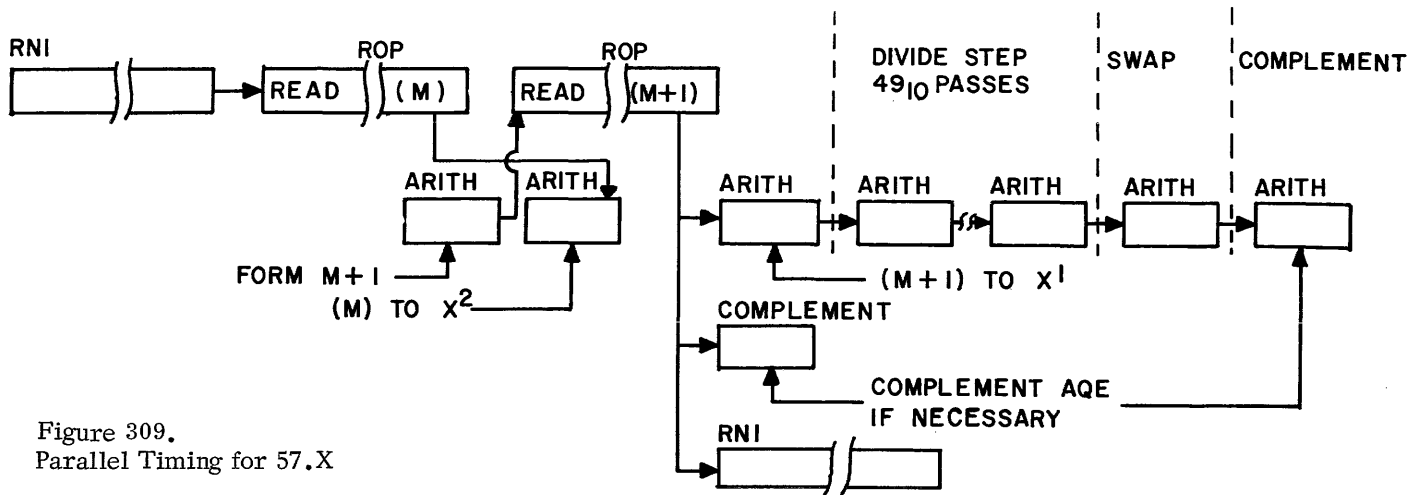 RNI
ROP
READ (M)
ROP
READ (M+1)
DIVIDE STEP
49₁₀ PASSES
SWAP
COMPLEMENT
ARITH
ARITH
ARITH
ARITH
ARITH
ARITH
ARITH
FORM M+1
(M) TO X²
(M+1) TO X¹
COMPLEMENT
COMPLEMENT AQE
IF NECESSARY
RNI
Figure 309.
Parallel Timing for 57.X